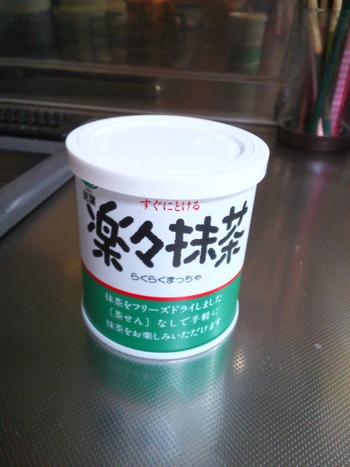 すぐにとける
楽々抹茶
らくらくまっちゃ
抹茶をフリーズドライしました
［茶せん］なしで手軽に
抹茶をお楽しみいただけます